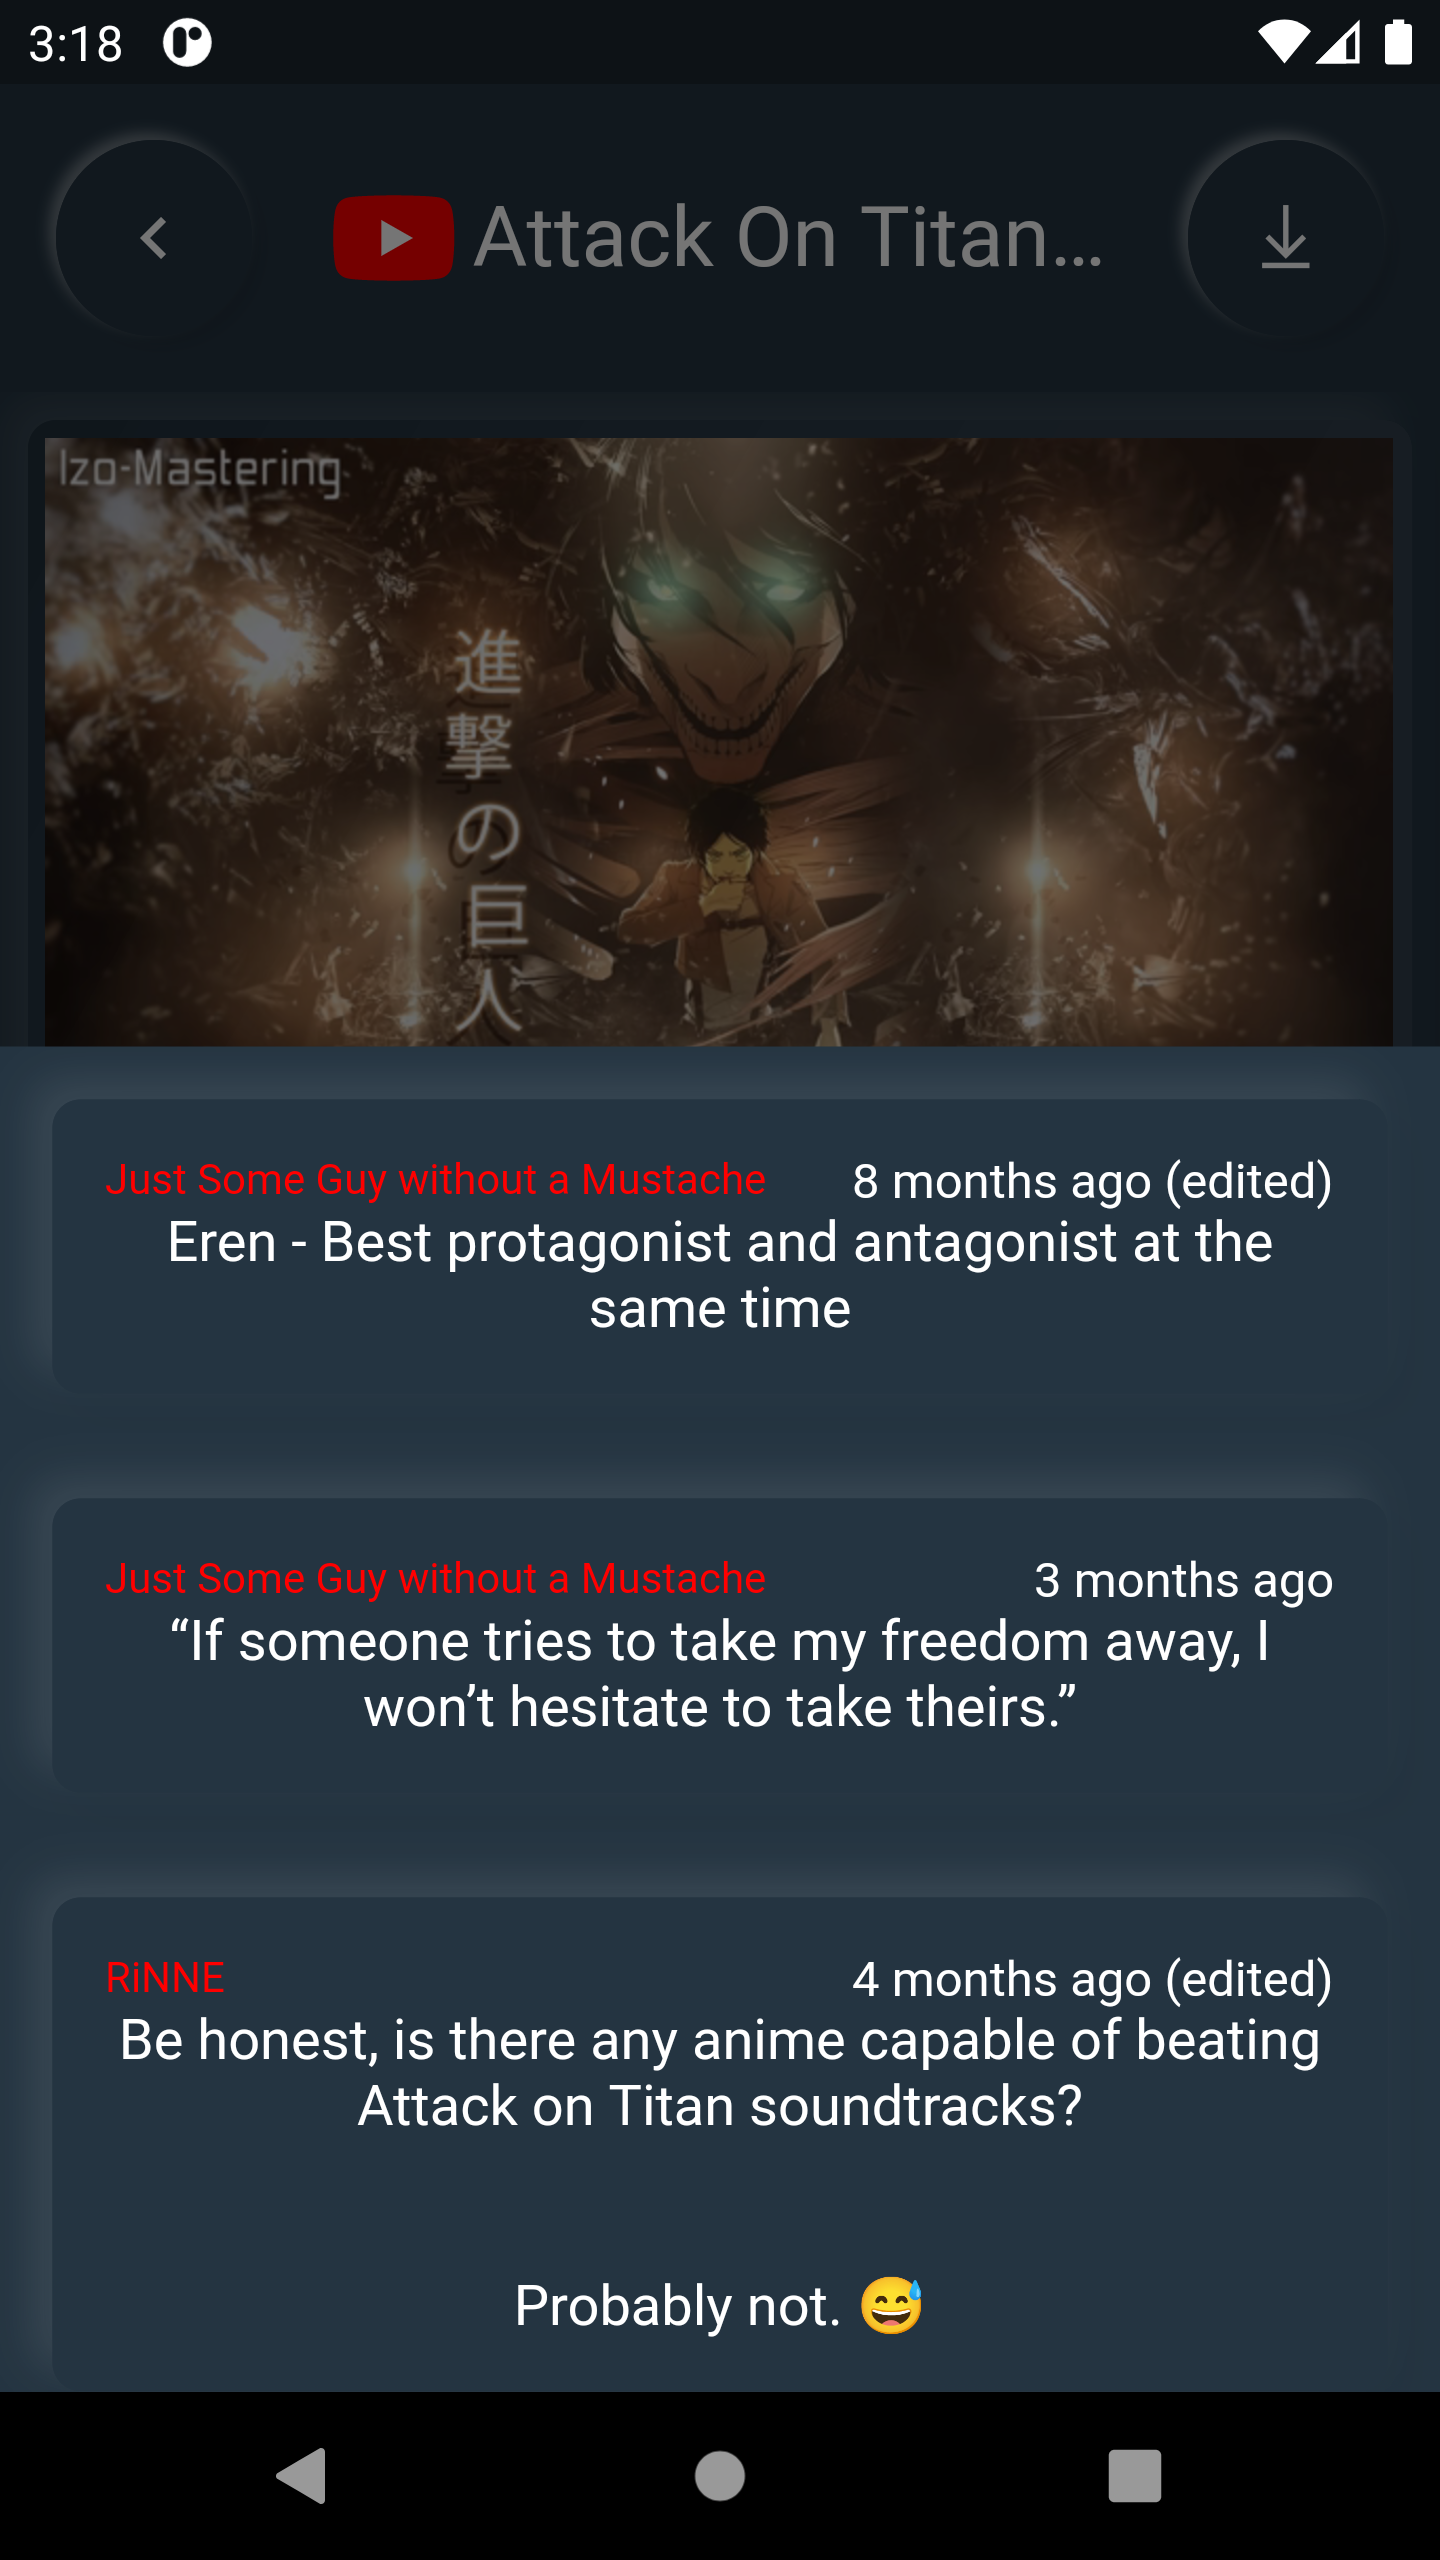 3:18
Attack On Titan...
Izo-Mastering
進
撃
の
巨
人
Just Some Guy without a Mustache 8 months ago (edited)
Eren - Best protagonist and antagonist at the
same time
Just Some Guy without a Mustache 3 months ago
“If someone tries to take my freedom away, I
won’t hesitate to take theirs.”
RiNNE 4 months ago (edited)
Be honest, is there any anime capable of beating
Attack on Titan soundtracks?
Probably not. 😅